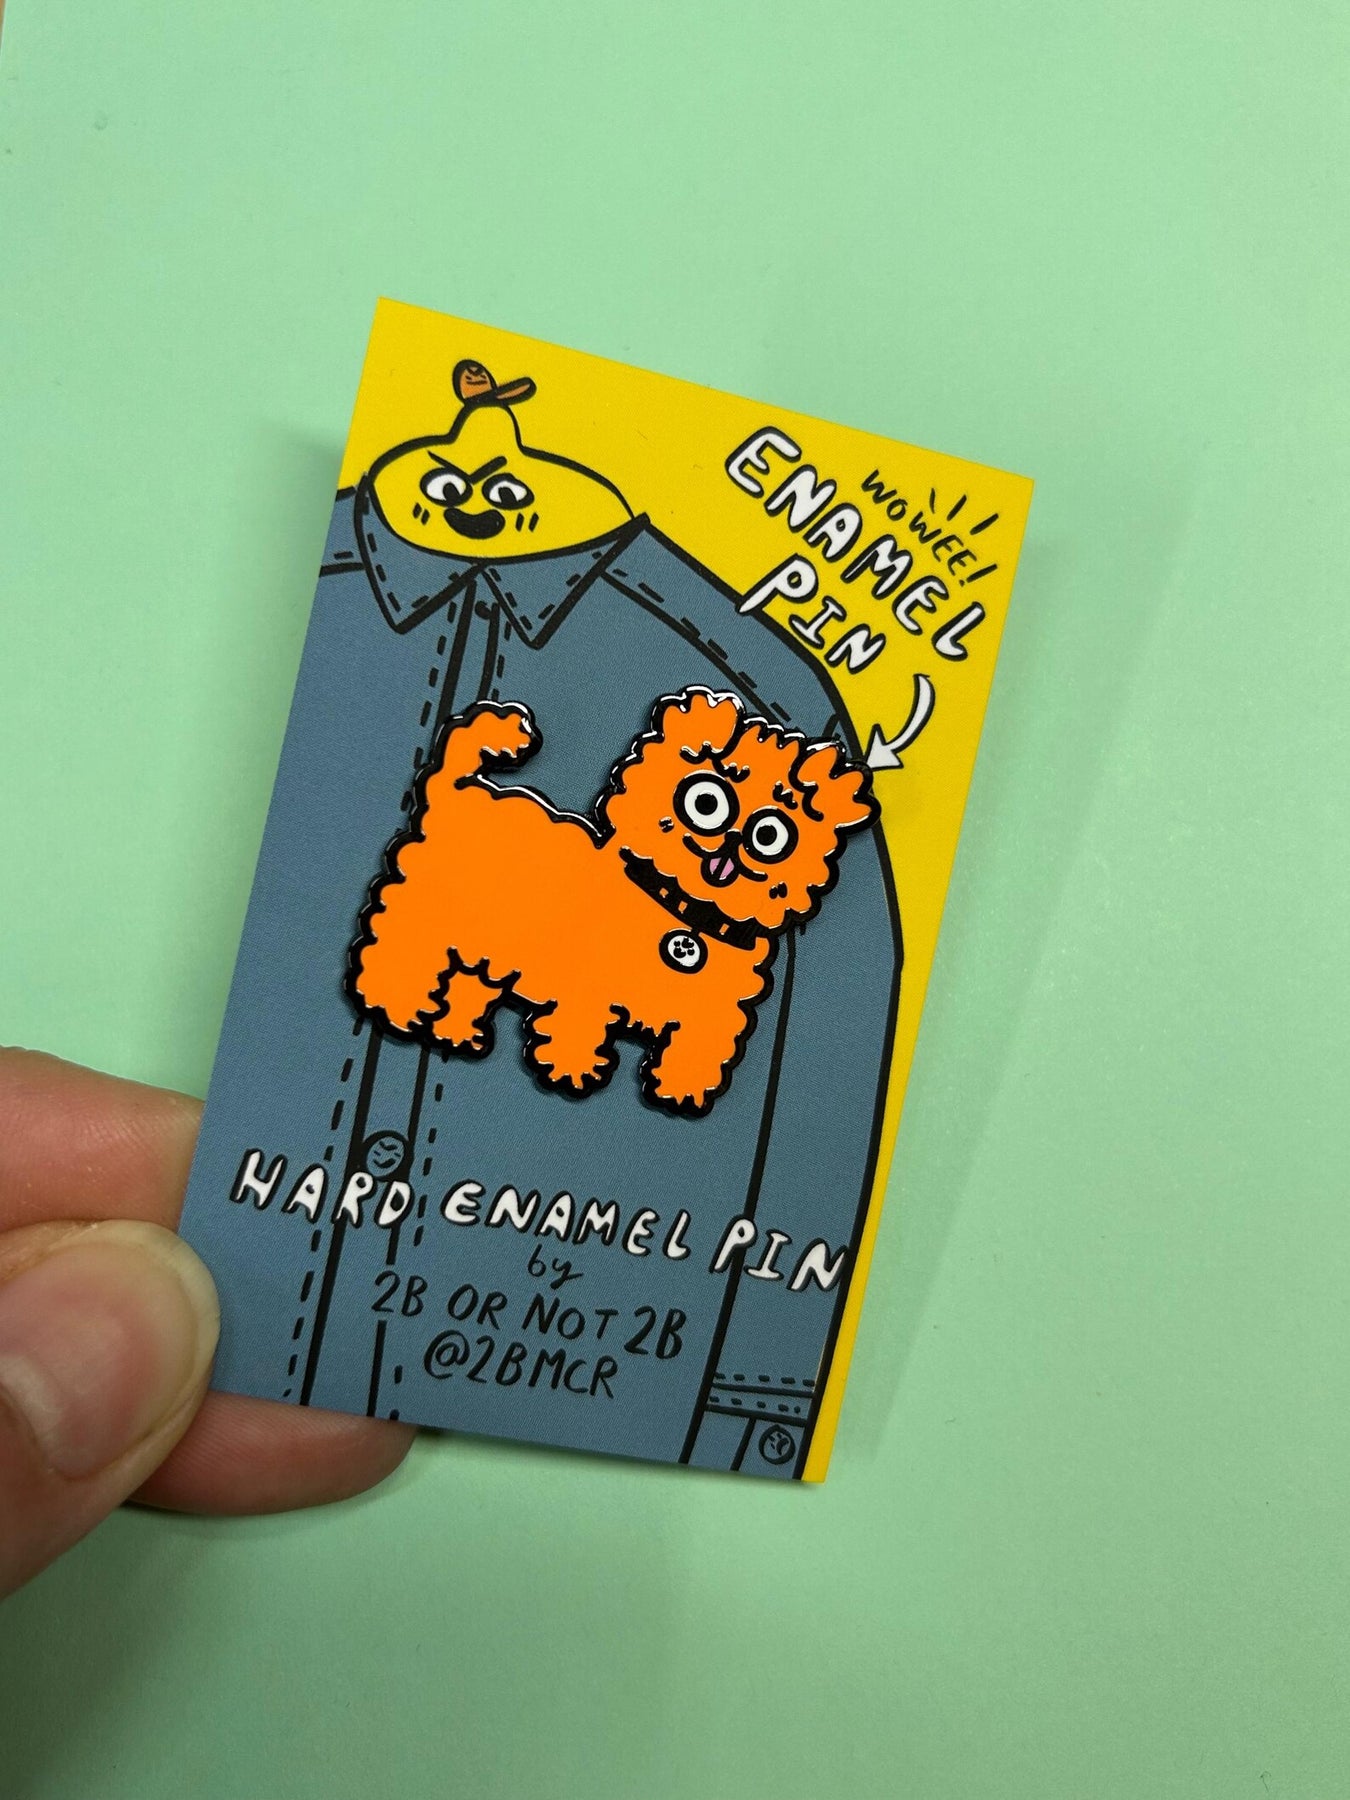 WOWEE!
ENAMEL
PIN
HARD ENAMEL PIN
by
2B OR NOT 2B
@2BMCR